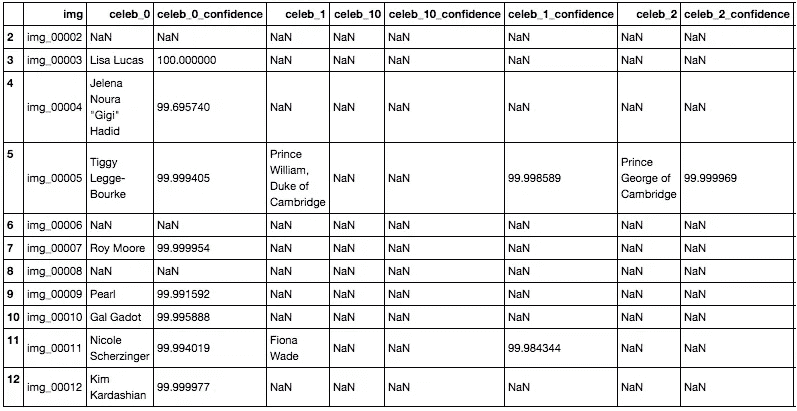 img celeb_0 celeb_0_confidence celeb_1 celeb_10 celeb_10_confidence celeb_1_confidence celeb_2 celeb_2_confidence
2 img_00002 NaN NaN NaN NaN NaN NaN NaN NaN
3 img_00003 Lisa Lucas 100.000000 NaN NaN NaN NaN NaN NaN
4 img_00004 Jelena Noura "Gigi" Hadid 99.695740 NaN NaN NaN NaN NaN NaN
5 img_00005 Tiggy Legge-Bourke 99.999405 Prince William, Duke of Cambridge NaN NaN 99.998589 Prince George of Cambridge 99.999969
6 img_00006 NaN NaN NaN NaN NaN NaN NaN NaN
7 img_00007 Roy Moore 99.999954 NaN NaN NaN NaN NaN NaN
8 img_00008 NaN NaN NaN NaN NaN NaN NaN NaN
9 img_00009 Pearl 99.991592 NaN NaN NaN NaN NaN NaN
10 img_00010 Gal Gadot 99.995888 NaN NaN NaN NaN NaN NaN
11 img_00011 Nicole Scherzinger 99.994019 Fiona Wade NaN NaN 99.984344 NaN NaN
12 img_00012 Kim Kardashian 99.999977 NaN NaN NaN NaN NaN NaN